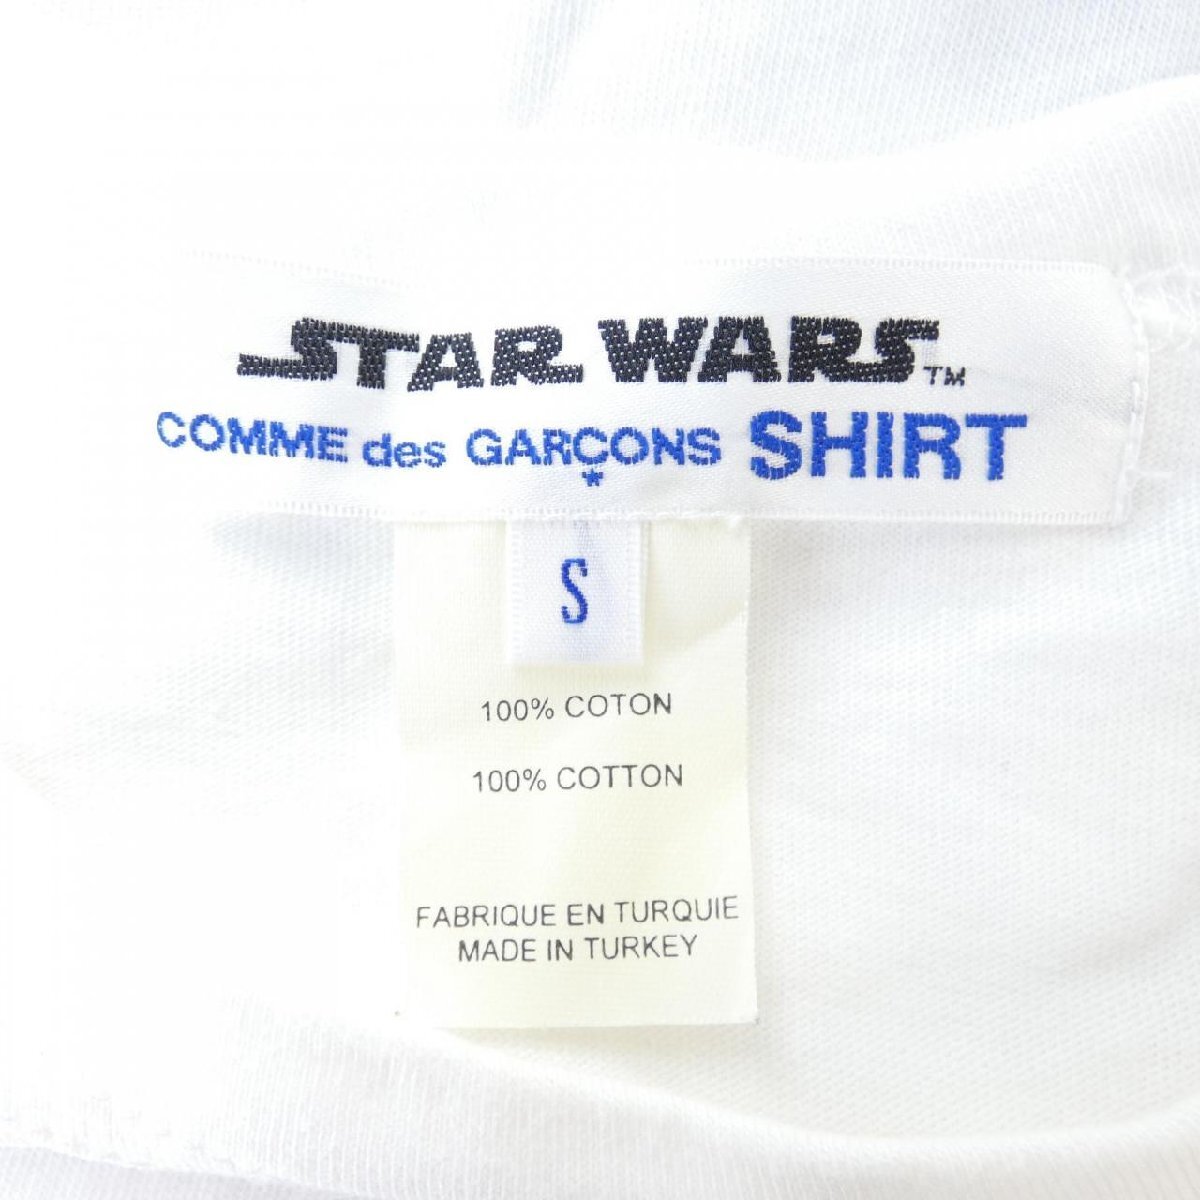 STAR WARS™
COMME des GARÇONS SHIRT
*
S
100% COTON
100% COTTON
FABRIQUE EN TURQUIE
MADE IN TURKEY